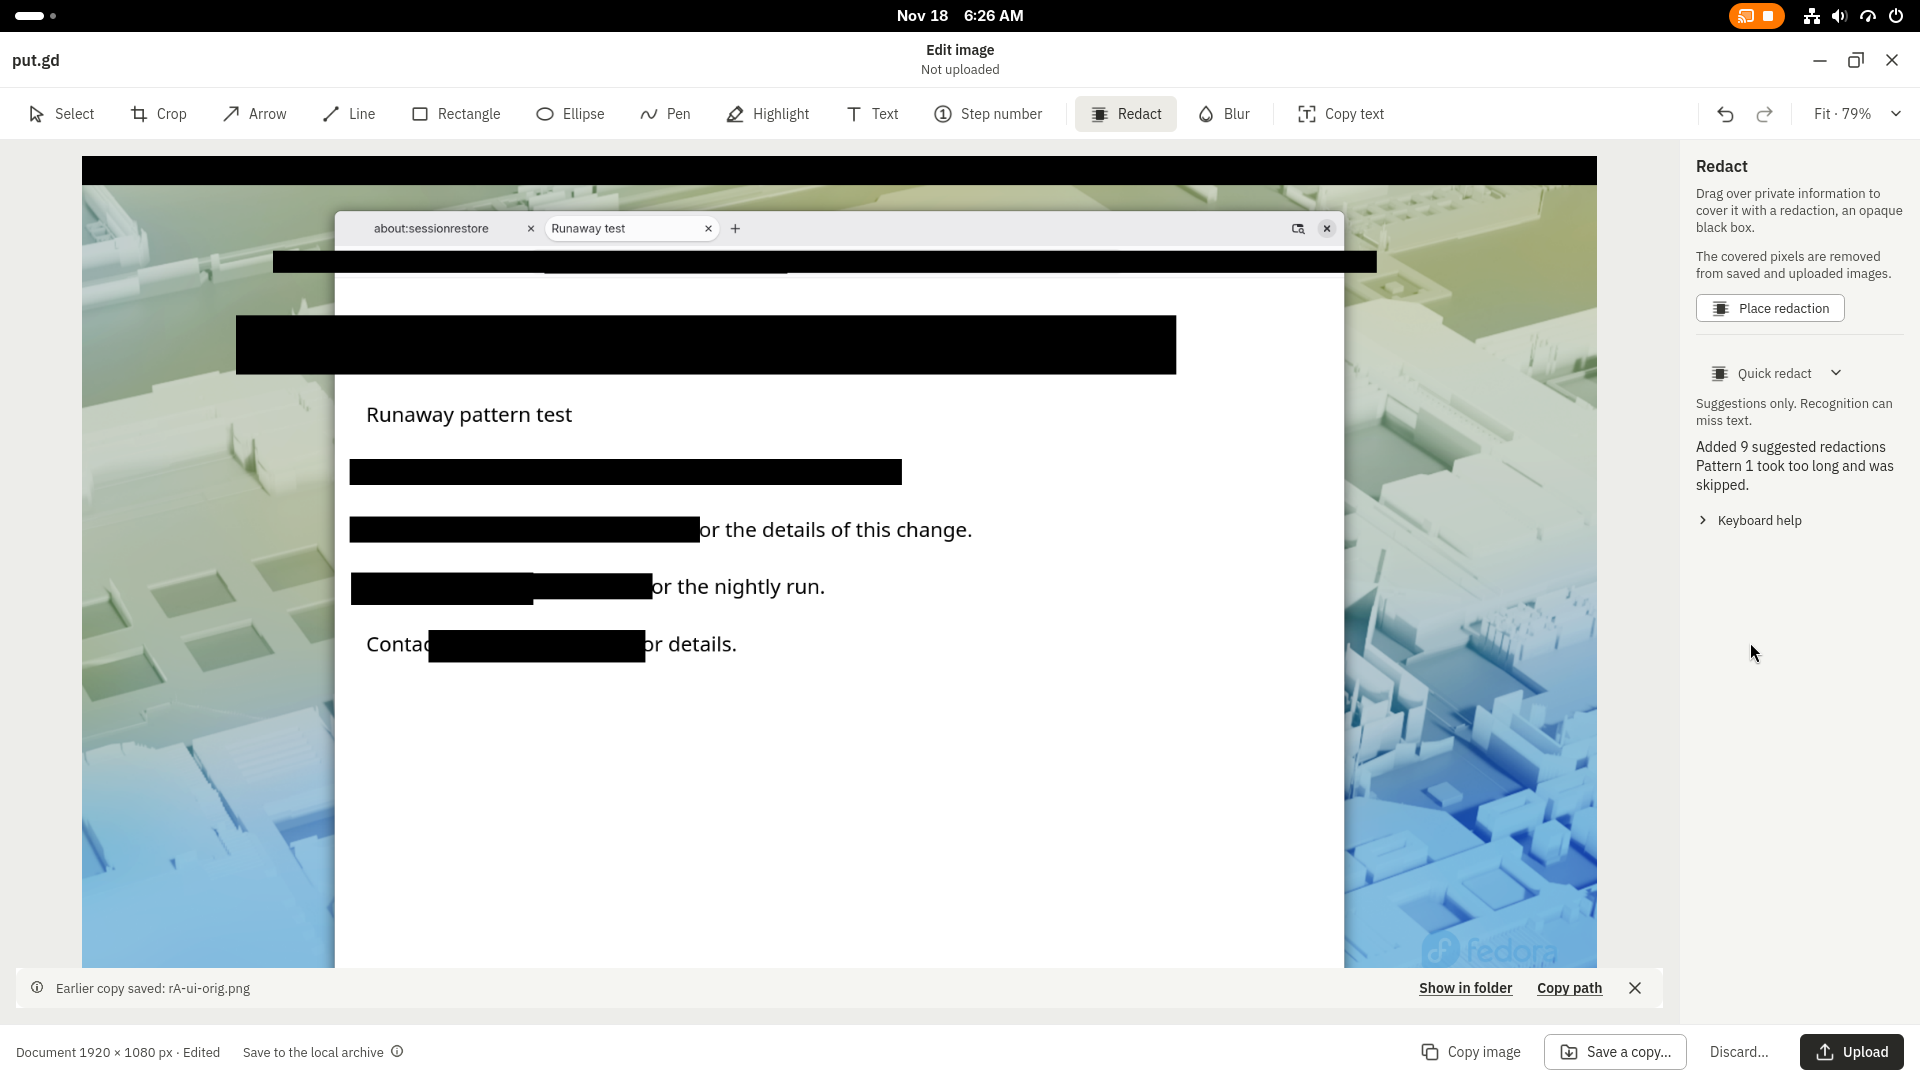 Nov 18 6:26 AM
put.gd
Edit image
Not uploaded
Select Crop Arrow Line Rectangle Ellipse Pen Highlight Text 1 Step number Redact Blur Copy text Fit · 79%
about:sessionrestore
Runaway test
Runaway pattern test
or the details of this change.
or the nightly run.
Contac or details.
fedora
Redact
Drag over private information to
cover it with a redaction, an opaque
black box.
The covered pixels are removed
from saved and uploaded images.
Place redaction
Quick redact
Suggestions only. Recognition can
miss text.
Added 9 suggested redactions
Pattern 1 took too long and was
skipped.
Keyboard help
Earlier copy saved: rA-ui-orig.png
Show in folder Copy path
Document 1920 × 1080 px · Edited Save to the local archive
Copy image Save a copy... Discard... Upload